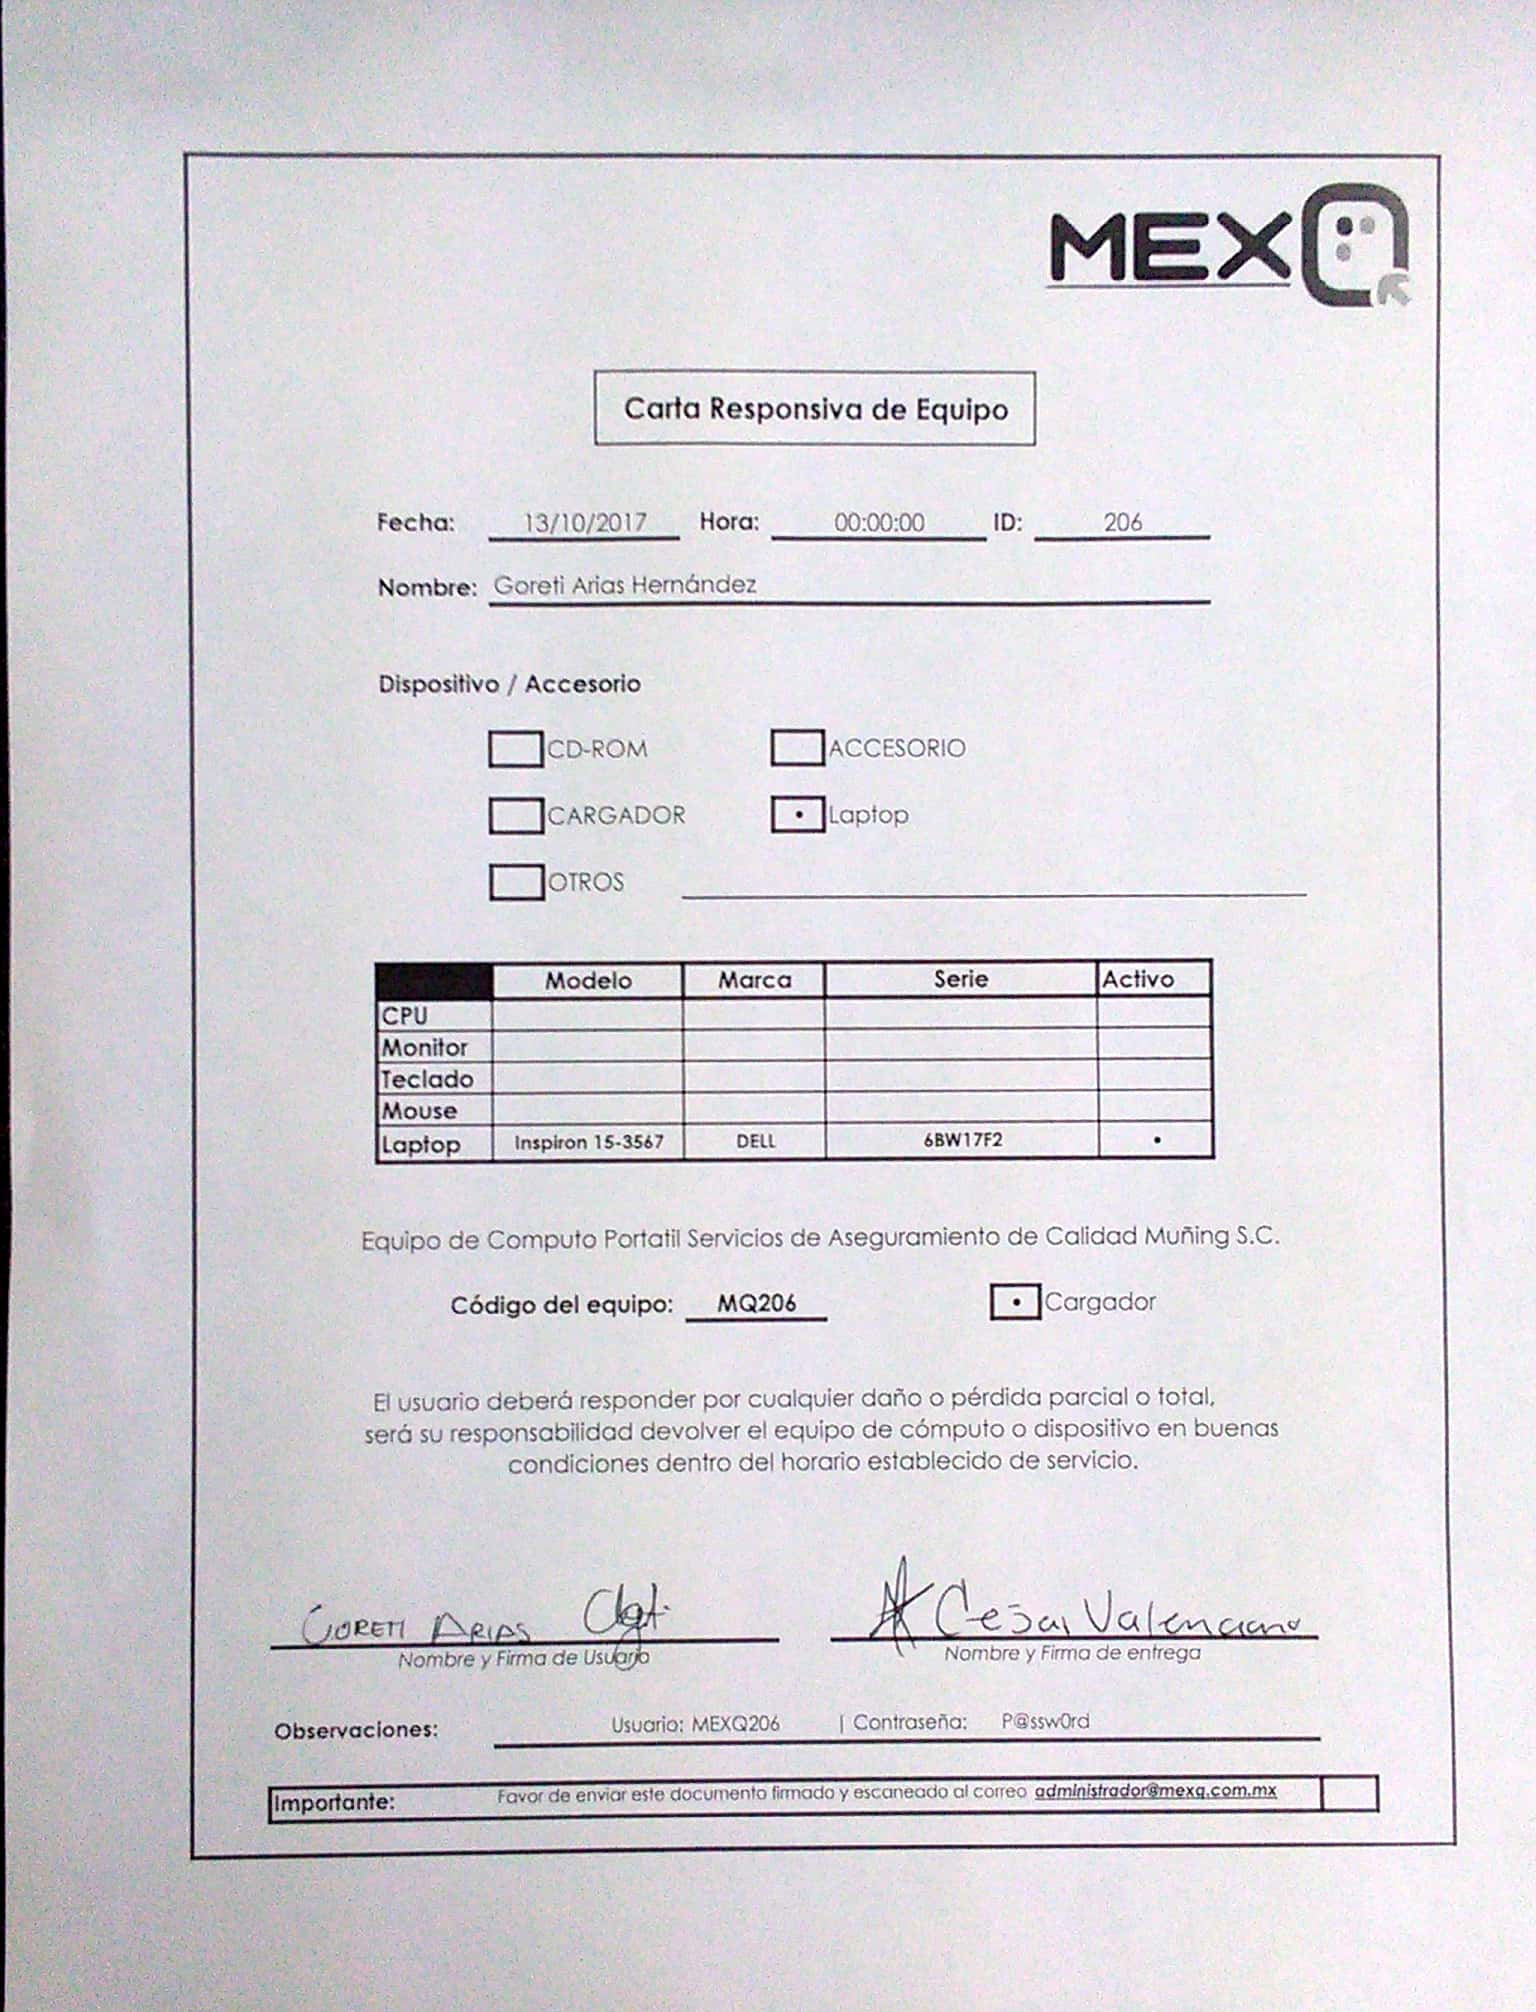 MEXQ
Carta Responsiva de Equipo
Fecha: 13/10/2017 Hora: 00:00:00 ID: 206
Nombre: Goreti Arias Hernández
Dispositivo / Accesorio
CD-ROM ACCESORIO
CARGADOR Laptop
OTROS
Modelo Marca Serie Activo
CPU
Monitor
Teclado
Mouse
Laptop Inspiron 15-3567 DELL 6BW17F2 •
Equipo de Computo Portatil Servicios de Aseguramiento de Calidad Muñing S.C.
Código del equipo: MQ206 Cargador
El usuario deberá responder por cualquier daño o pérdida parcial o total,
será su responsabilidad devolver el equipo de cómputo o dispositivo en buenas
condiciones dentro del horario establecido de servicio.
GORETI ARIAS Cesar Valenciano
Nombre y Firma de Usuario Nombre y Firma de entrega
Observaciones: Usuario: MEXQ206 | Contraseña: P@ssw0rd
Importante: Favor de enviar este documento firmado y escaneado al correo administrador@mexq.com.mx